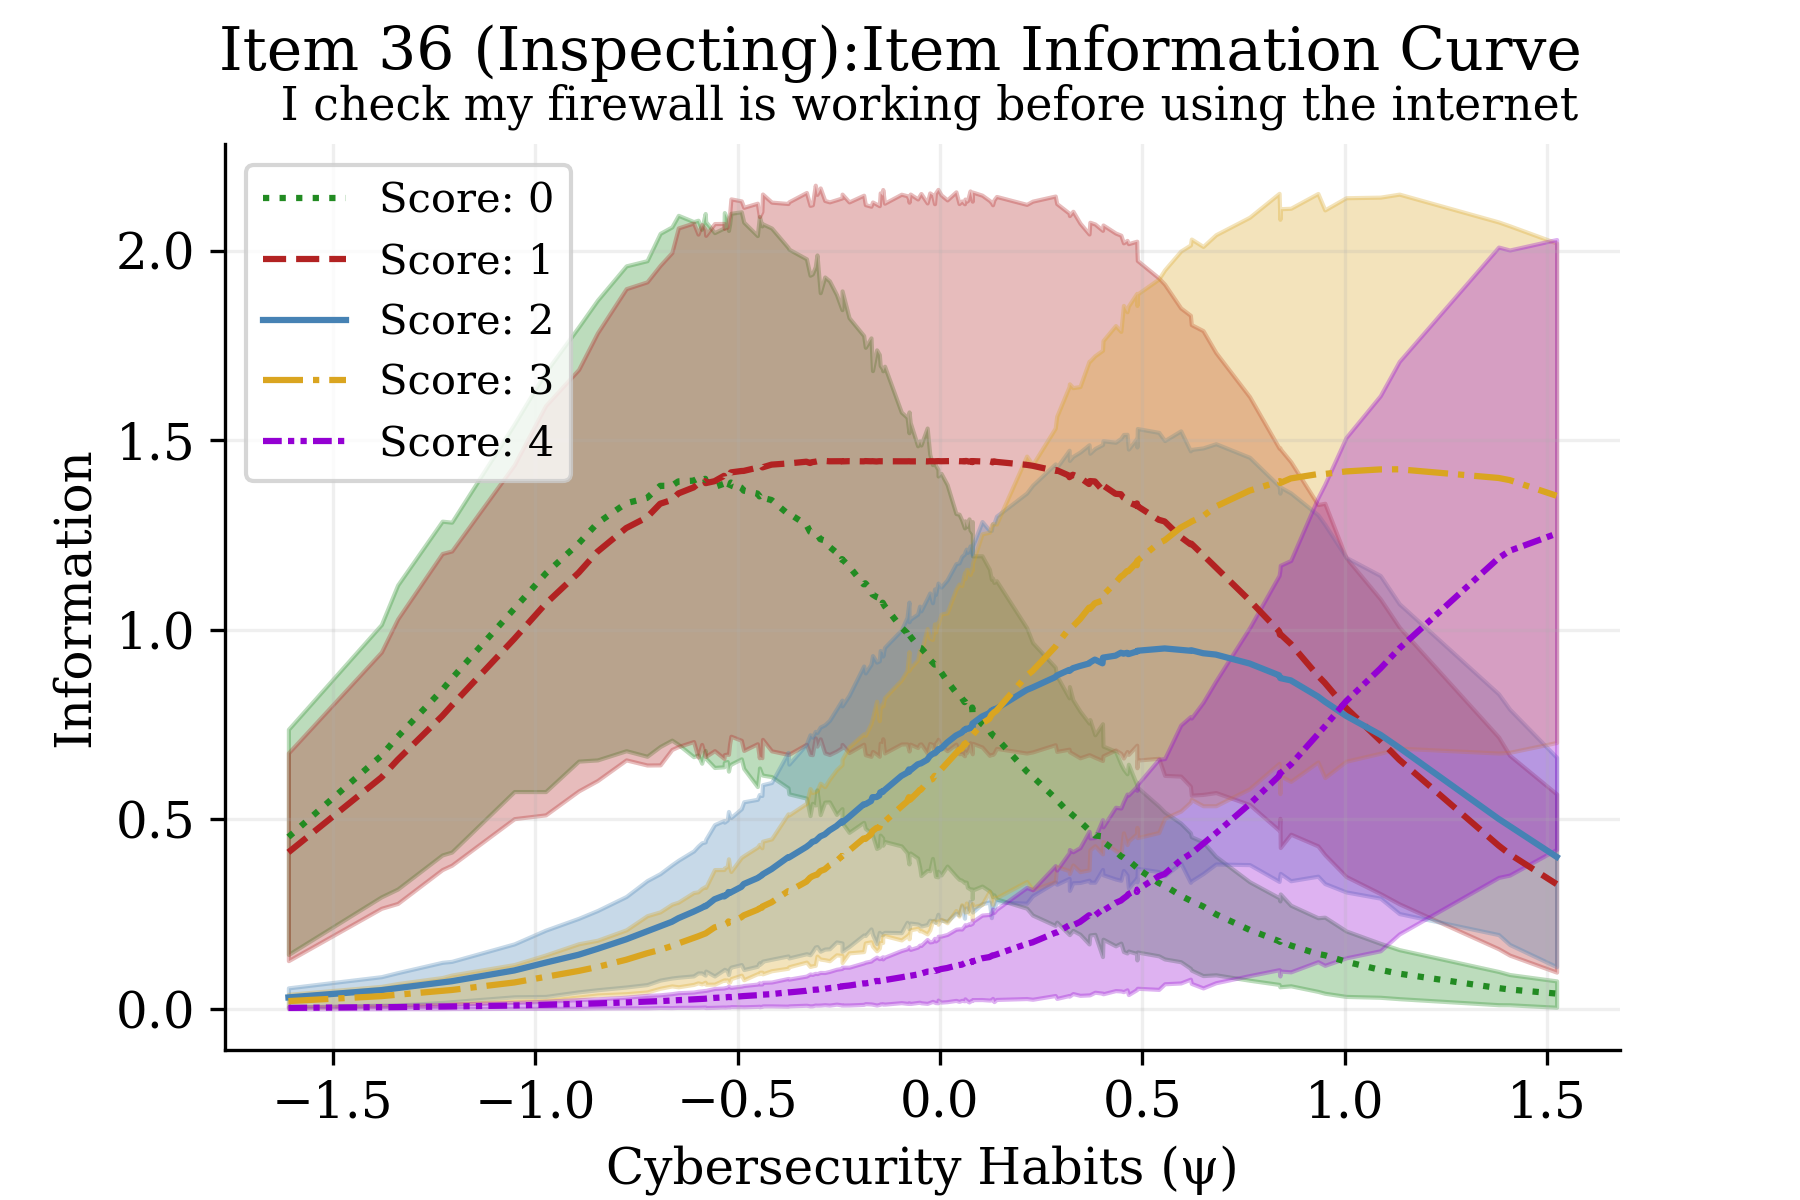 Item 36 (Inspecting):Item Information Curve
I check my firewall is working before using the internet
Score: 0
Score: 1
Score: 2
Score: 3
Score: 4
Information
2.0
1.5
1.0
0.5
0.0
−1.5 −1.0 −0.5 0.0 0.5 1.0 1.5
Cybersecurity Habits (ψ)